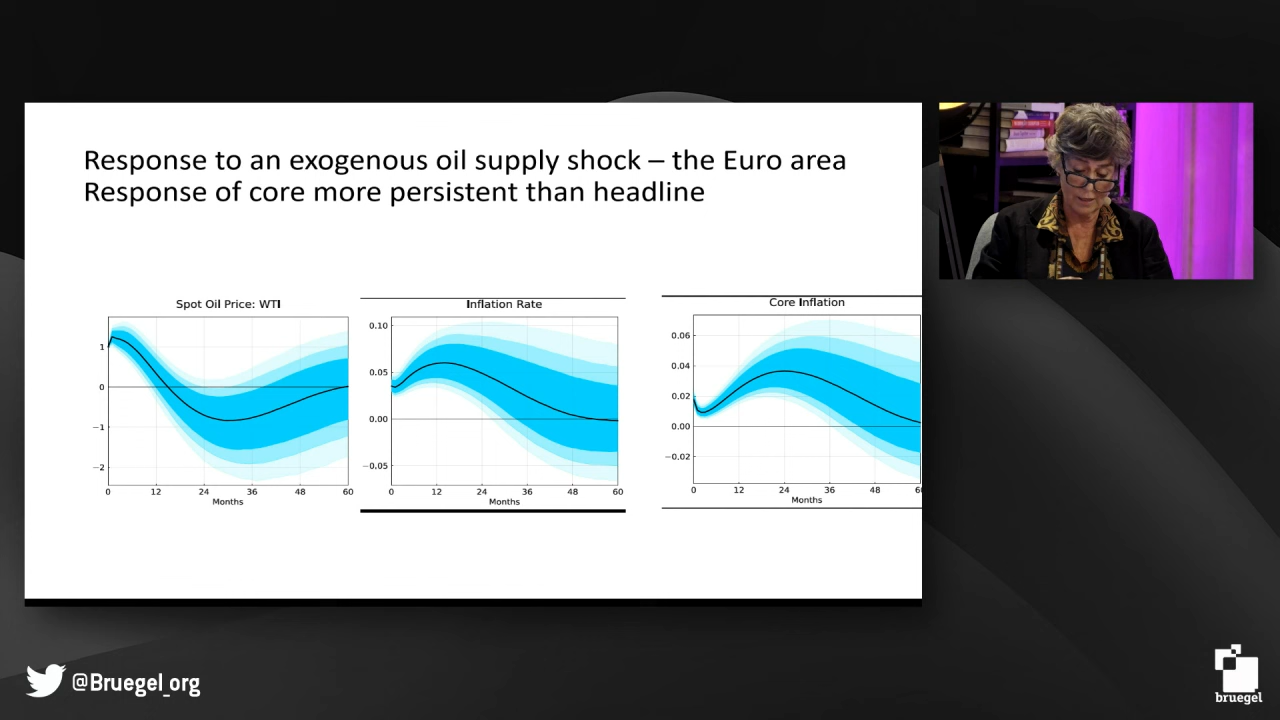 Response to an exogenous oil supply shock – the Euro area
Response of core more persistent than headline
Spot Oil Price: WTI
1
0
−1
−2
0 12 24 36 48 60
Months
Inflation Rate
0.10
0.05
0.00
−0.05
0 12 24 36 48 60
Months
Core Inflation
0.06
0.04
0.02
0.00
−0.02
0 12 24 36 48 6
Months
@Bruegel_org
bruegel